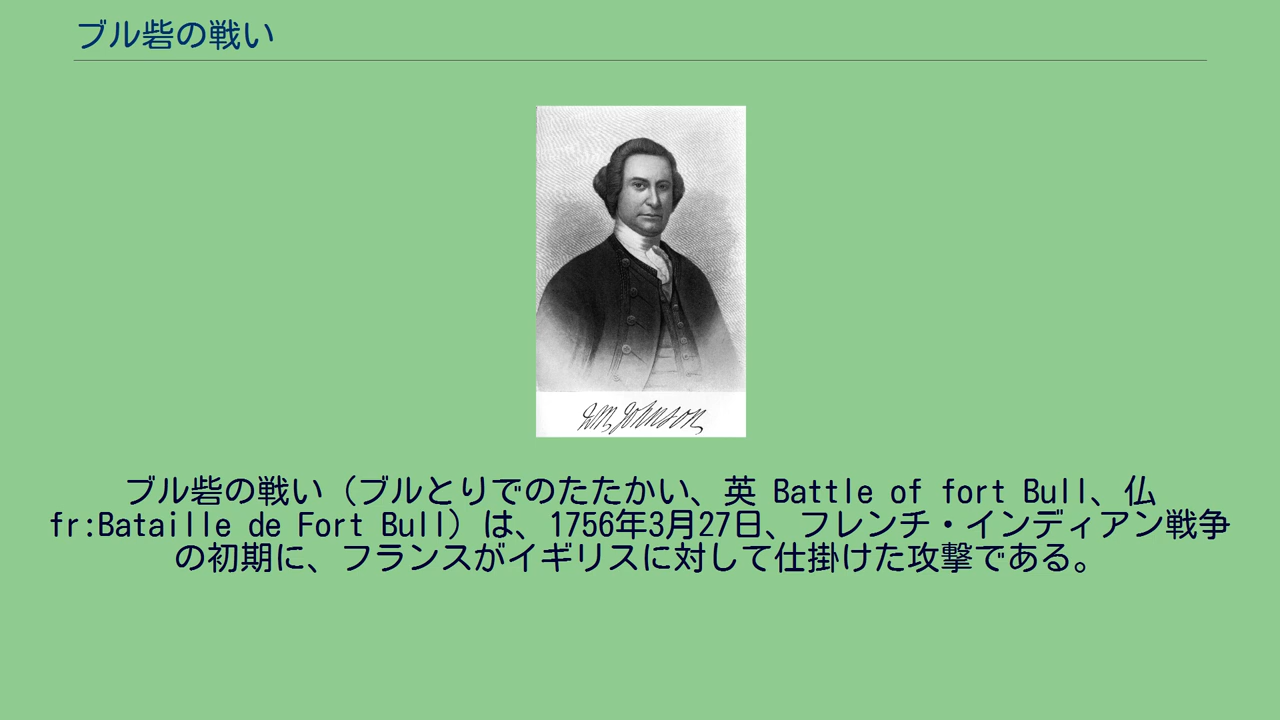 ブル砦の戦い
Wm Johnson
ブル砦の戦い（ブルとりでのたたかい、英 Battle of fort Bull、仏
fr:Bataille de Fort Bull）は、1756年3月27日、フレンチ・インディアン戦争
の初期に、フランスがイギリスに対して仕掛けた攻撃である。